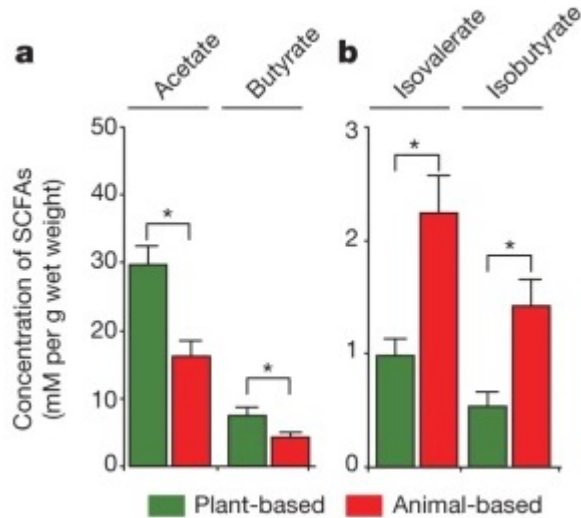 a
Acetate
Butyrate
b
Isovalerate
Isobutyrate
Concentration of SCFAs
(mM per g wet weight)
50
40
30
20
10
0
*
*
3
2
1
0
*
*
Plant-based
Animal-based